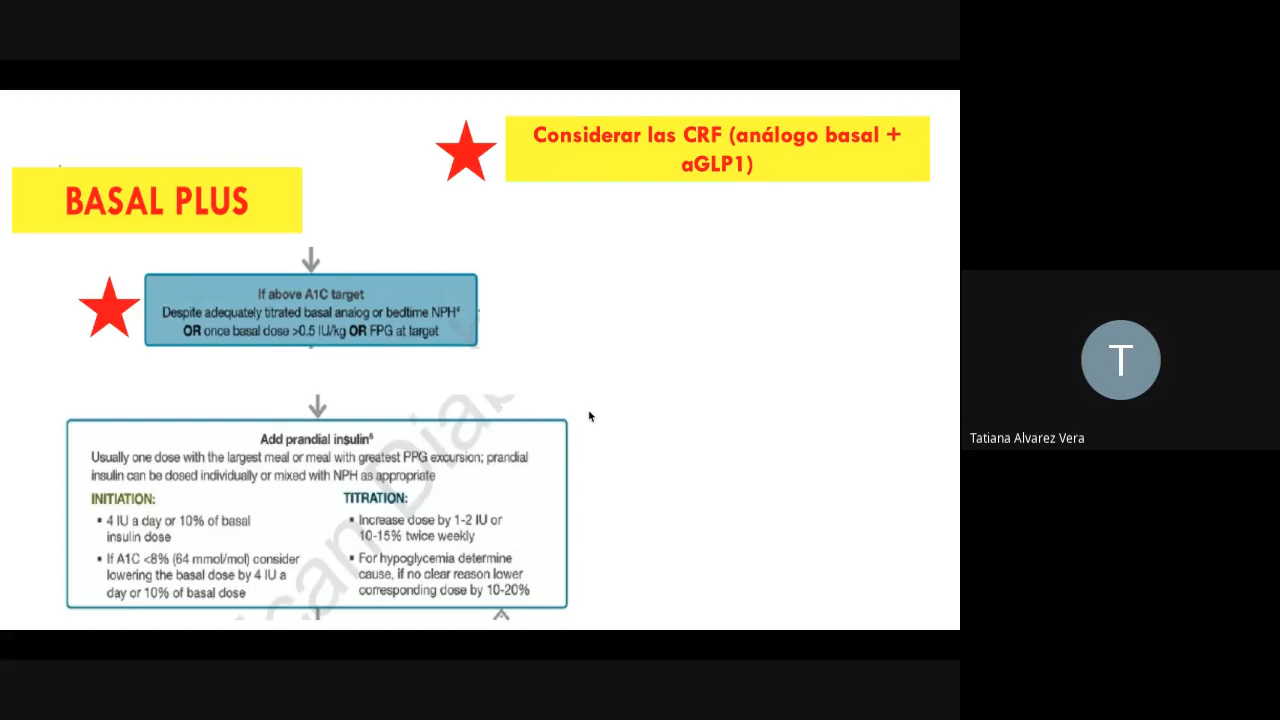 Considerar las CRF (análogo basal +
aGLP1)
BASAL PLUS
If above A1C target
Despite adequately titrated basal analog or bedtime NPH⁴
OR once basal dose >0.5 IU/kg OR FPG at target
Add prandial insulin⁵
Usually one dose with the largest meal or meal with greatest PPG excursion; prandial
insulin can be dosed individually or mixed with NPH as appropriate
INITIATION:
▪ 4 IU a day or 10% of basal
insulin dose
▪ If A1C <8% (64 mmol/mol) consider
lowering the basal dose by 4 IU a
day or 10% of basal dose
TITRATION:
▪ Increase dose by 1-2 IU or
10-15% twice weekly
▪ For hypoglycemia determine
cause, if no clear reason lower
corresponding dose by 10-20%
ican Diab
T
Tatiana Alvarez Vera